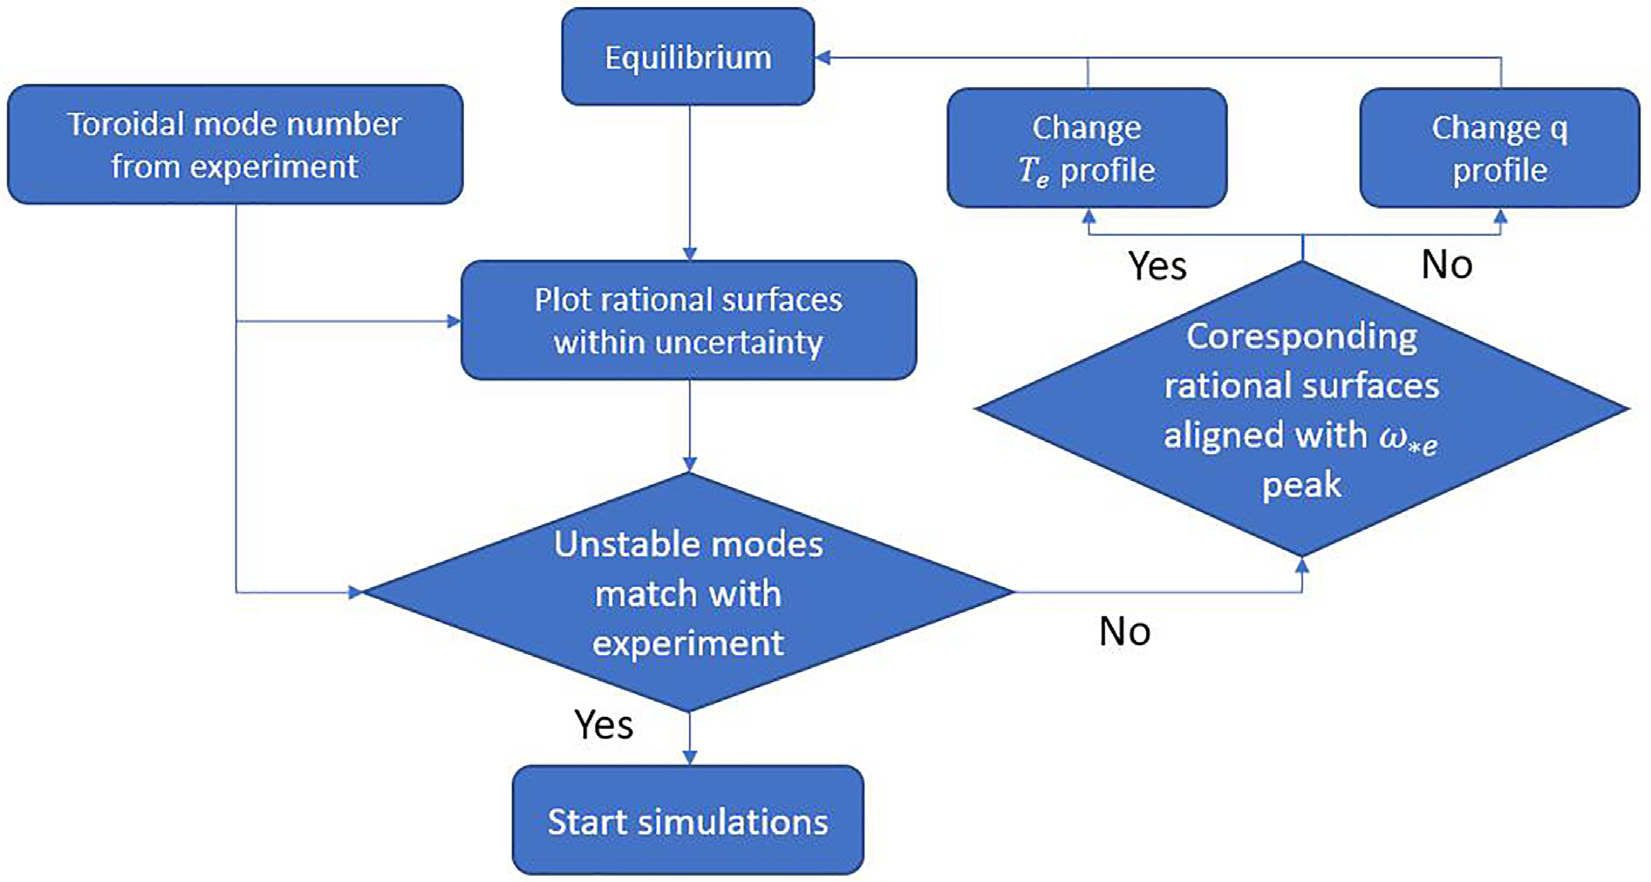 Equilibrium
Toroidal mode number
from experiment
Change
Tₑ profile
Change q
profile
Yes
No
Plot rational surfaces
within uncertainty
Coresponding
rational surfaces
aligned with ω*ₑ
peak
Unstable modes
match with
experiment
No
Yes
Start simulations